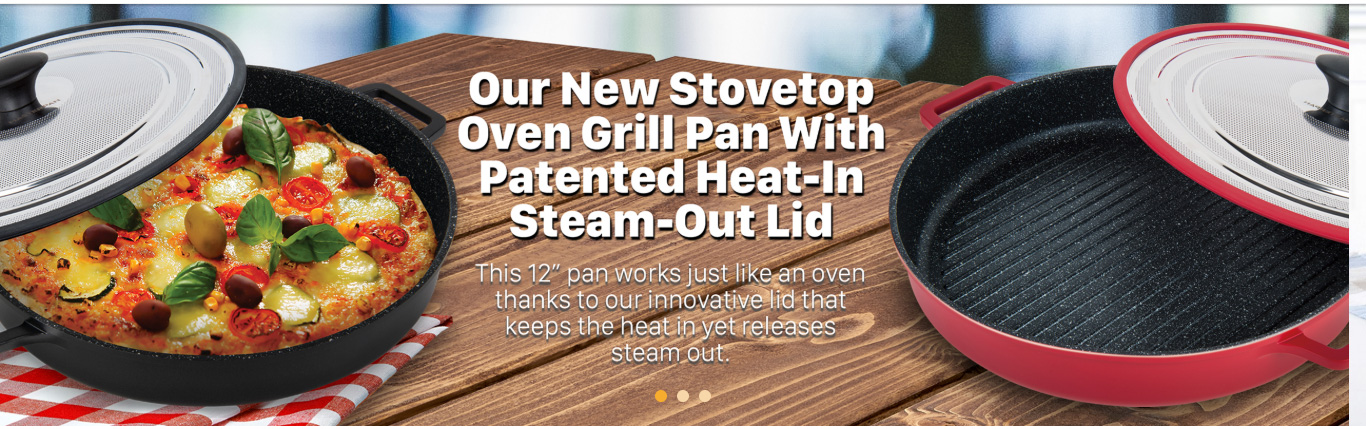 Our New Stovetop
Oven Grill Pan With
Patented Heat-In
Steam-Out Lid
This 12” pan works just like an oven
thanks to our innovative lid that
keeps the heat in yet releases
steam out.